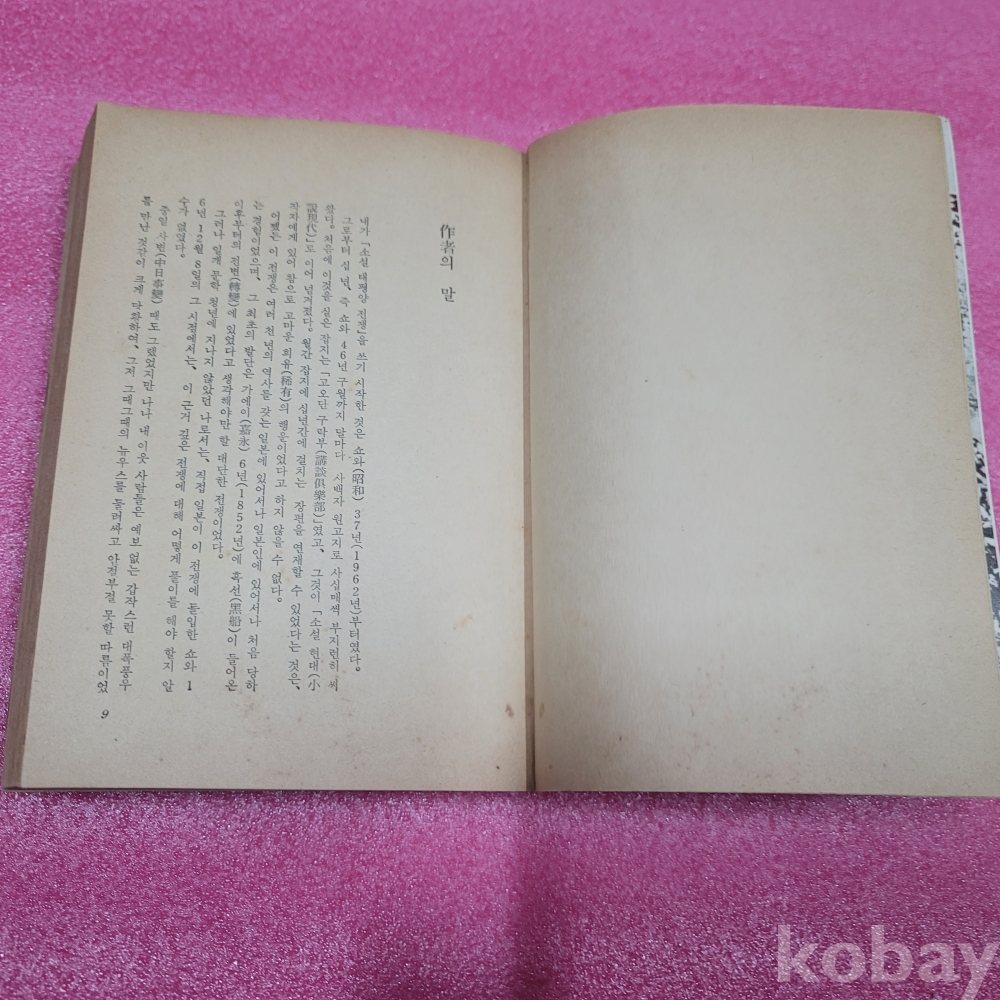 作者의 말
내가 「소설 태평양 전쟁」을 쓰기 시작한 것은 쇼와(昭和) 37년(1962년)부터였다.
그로부터 십 년, 즉 쇼와 46년 구월까지 달마다 사백자 원고지로 사십매씩 부지런히 써
왔다. 처음에 이것을 실은 잡지는 「고오단 구락부(講談俱樂部)」였고, 그것이 「소설 현대(小
說現代)」로 이어 넘겨졌다. 월간 잡지에 십년간에 걸치는 장편을 연재할 수 있었다는 것은,
작자에게 있어 참으로 고마운 희유(稀有)의 행운이었다고 하지 않을 수 없다.
어쨌든 이 전쟁은 여러 천 년의 역사를 갖는 일본에 있어서나 일본인에 있어서나 처음 당하
는 경험이었으며, 그 최초의 발단은 가에이(嘉永) 6년(1852년)에 흑선(黑船)이 들어온
이후부터의 전변(轉變)에 있었다고 생각해야만 할 대단한 전쟁이었다.
그러나 일개 문학 청년에 지나지 않았던 나로서는, 직접 일본이 이 전쟁에 돌입한 쇼와 1
6년 12월 8일의 그 시점에서는, 이 근거 깊은 전쟁에 대해 어떻게 풀이를 해야 할지 알
수가 없었다.
중일 사변(中日事變) 때도 그랬었지만 나나 내 이웃 사람들은 예보 없는 갑작스런 대폭풍우
를 만난 것같이 크게 당황하여, 그저 그때그때의 뉴우스를 둘러싸고 안절부절 못할 따름이었
9
kobay